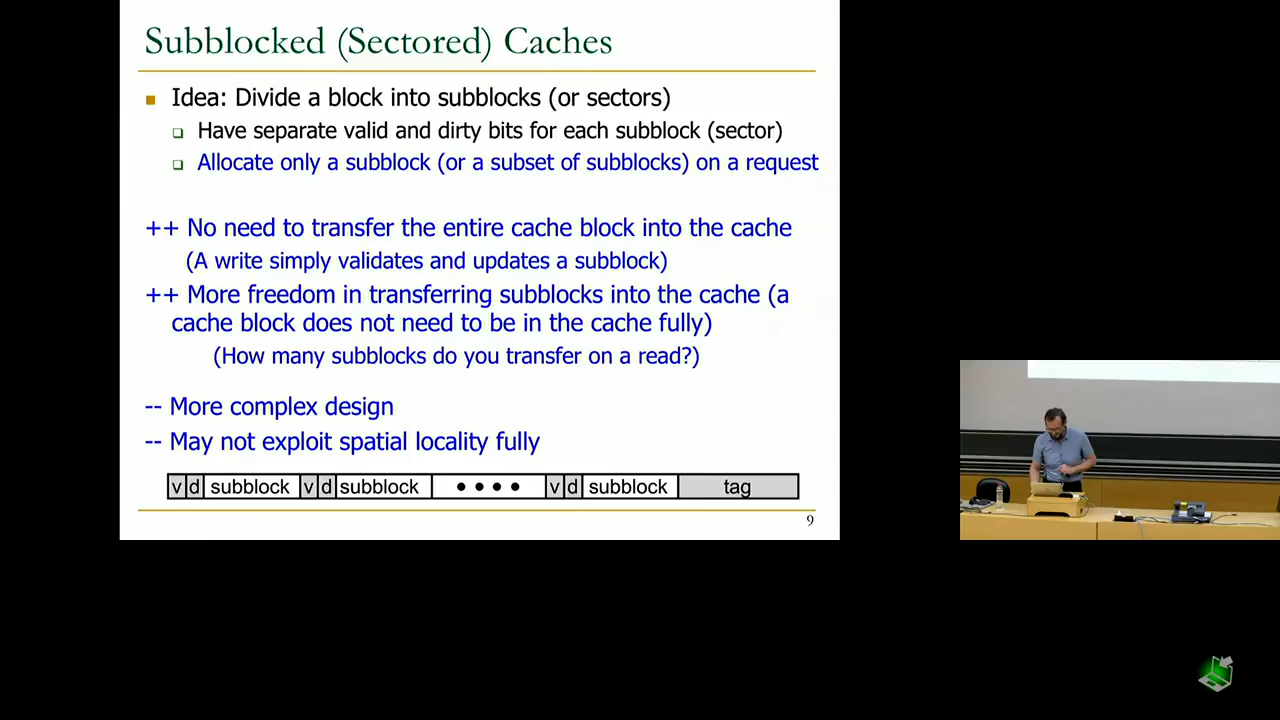 Subblocked (Sectored) Caches
Idea: Divide a block into subblocks (or sectors)
Have separate valid and dirty bits for each subblock (sector)
Allocate only a subblock (or a subset of subblocks) on a request
++ No need to transfer the entire cache block into the cache
(A write simply validates and updates a subblock)
++ More freedom in transferring subblocks into the cache (a
cache block does not need to be in the cache fully)
(How many subblocks do you transfer on a read?)
-- More complex design
-- May not exploit spatial locality fully
v d subblock v d subblock • • • • v d subblock tag
9